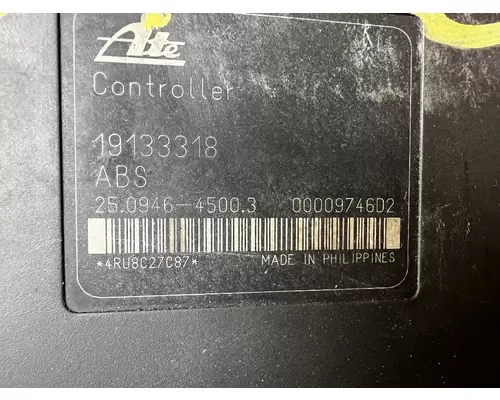 Ate
K
Controller
19133318
ABS
25.0946-4500.3 00009746D2
*4RU8C27C87* MADE IN PHILIPPINES